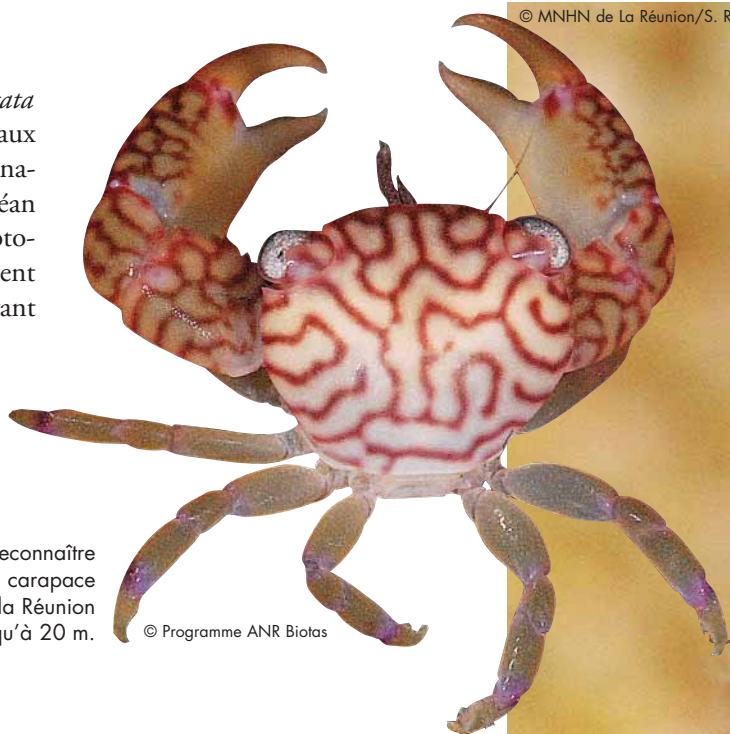 © MNHN de La Réunion/S. R
ata
aux
na-
éan
oto-
ent
ant
econnaître
carapace
la Réunion
qu'à 20 m.
© Programme ANR Biotas